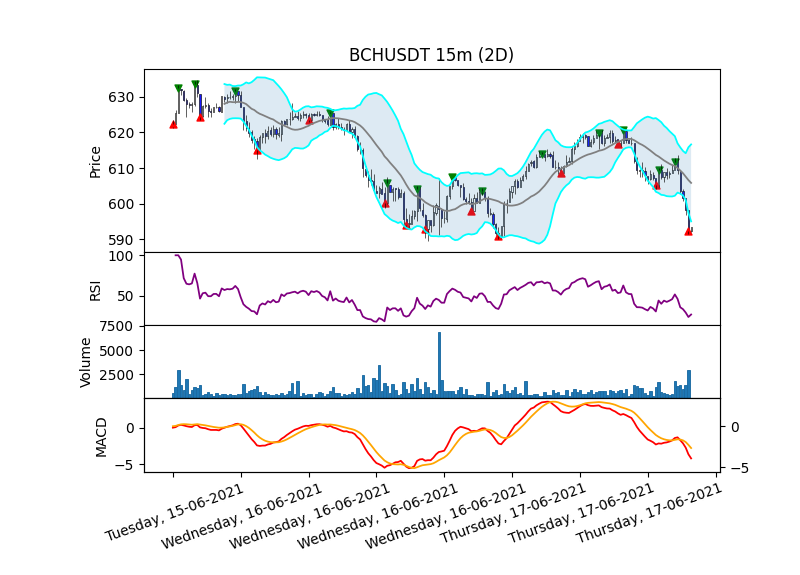 BCHUSDT 15m (2D)
Price
630
620
610
600
590
RSI
100
50
Volume
7500
5000
2500
MACD
0
−5
0
−5
Tuesday, 15-06-2021
Wednesday, 16-06-2021
Wednesday, 16-06-2021
Wednesday, 16-06-2021
Wednesday, 16-06-2021
Thursday, 17-06-2021
Thursday, 17-06-2021
Thursday, 17-06-2021